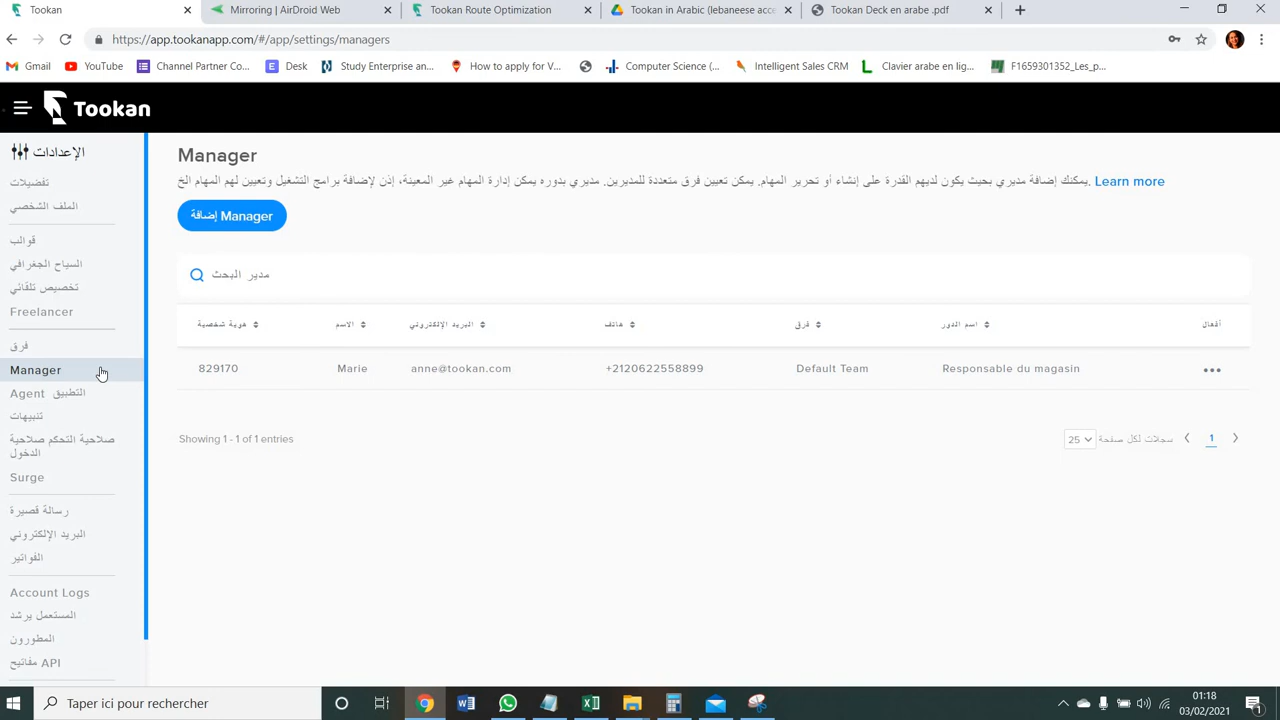 Tookan
Mirroring | AirDroid Web
Tookan Route Optimization
Tookan in Arabic (lebaneese acce
Tookan Deck en arabe .pdf
https://app.tookanapp.com/#/app/settings/managers
Gmail
YouTube
Channel Partner Co...
Desk
Study Enterprise an...
How to apply for V...
Computer Science (...
Intelligent Sales CRM
Clavier arabe en lig...
F1659301352_Les_p...
Tookan
الإعدادات
تفضيلات
الملف الشخصي
قوالب
السياح الجغرافي
تخصيص تلقائي
Freelancer
فرق
Manager
Agent التطبيق
تنبيهات
صلاحية التحكم صلاحية
الدخول
Surge
رسالة قصيرة
البريد الإلكتروني
الفواتير
Account Logs
المستعمل يرشد
المطورون
API مفاتيح
Manager
يمكنك إضافة مديري بحيث يكون لديهم القدرة على إنشاء أو تحرير المهام. يمكن تعيين فرق متعددة للمديرين. مديري بدوره يمكن إدارة المهام غير المعينة، إذن لإضافة برامج التشغيل وتعيين لهم المهام الخ. Learn more
إضافة Manager
مدير البحث
هوية شخصية
الاسم
البريد الإلكتروني
هاتف
فرق
اسم الدور
أفعال
829170
Marie
anne@tookan.com
+2120622558899
Default Team
Responsable du magasin
Showing 1 - 1 of 1 entries
25
سجلات لكل صفحة
1
Taper ici pour rechercher
01:18
03/02/2021
1